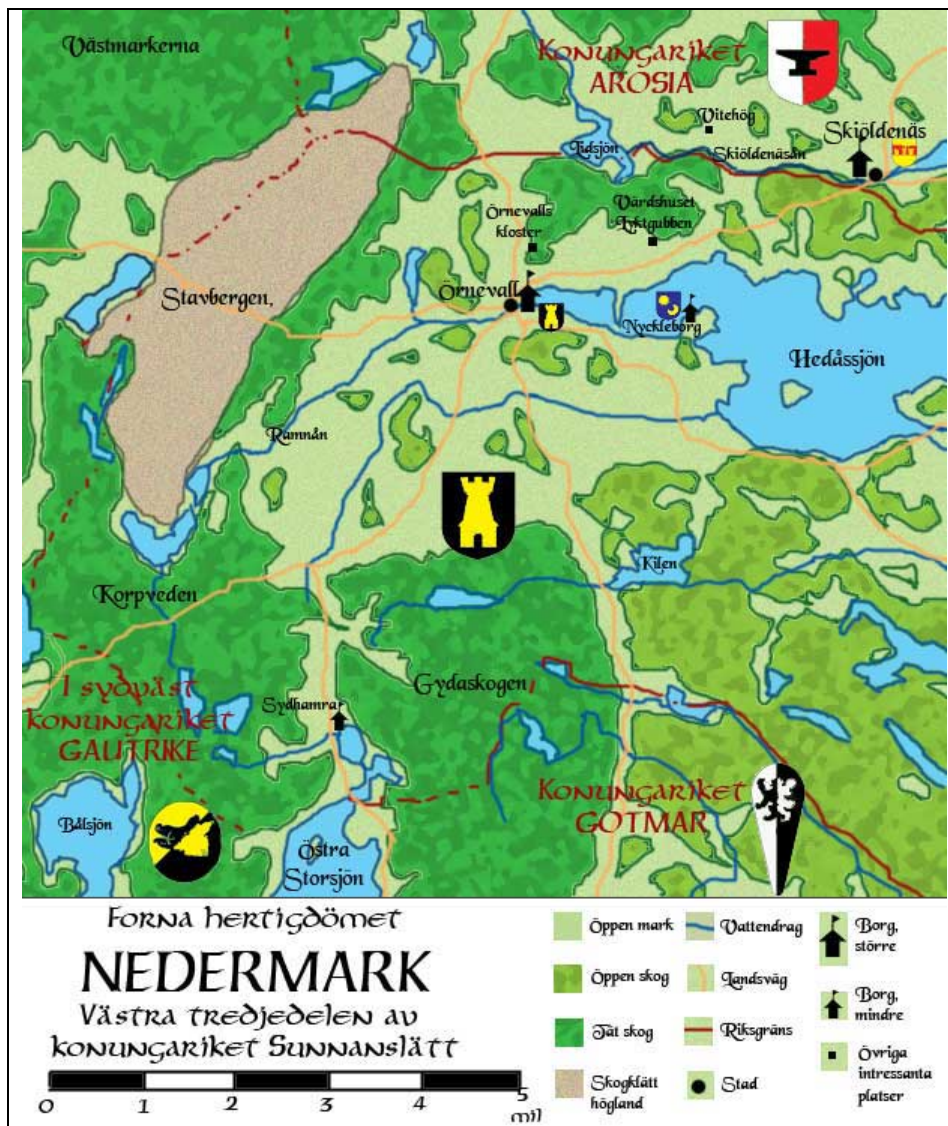 Västmarkerna
Konungariket
AROSIA
Vitehög
Skiöldenäs
Lidsjön
Skiöldenäsån
Örnevalls
kloster
Värdshuset
Lyktgubben
Stavbergen,
Örnevall
Nyckleborg
Hedåssjön
Ramnån
Kilen
Korpveden
Gydaskogen
I sydväst
konungariket
GAUTRIKE
Sydhamra
Konungariket
GOTMAR
Bålsjön
Östra
Storsjön
Forna hertigdömet
NEDERMARK
Västra tredjedelen av
konungariket Sunnanslätt
0 1 2 3 4 5
mil
Öppen mark
Öppen skog
Tät skog
Skogklätt
högland
Vattendrag
Landsväg
Riksgräns
Stad
Borg,
större
Borg,
mindre
Övriga
intressanta
platser